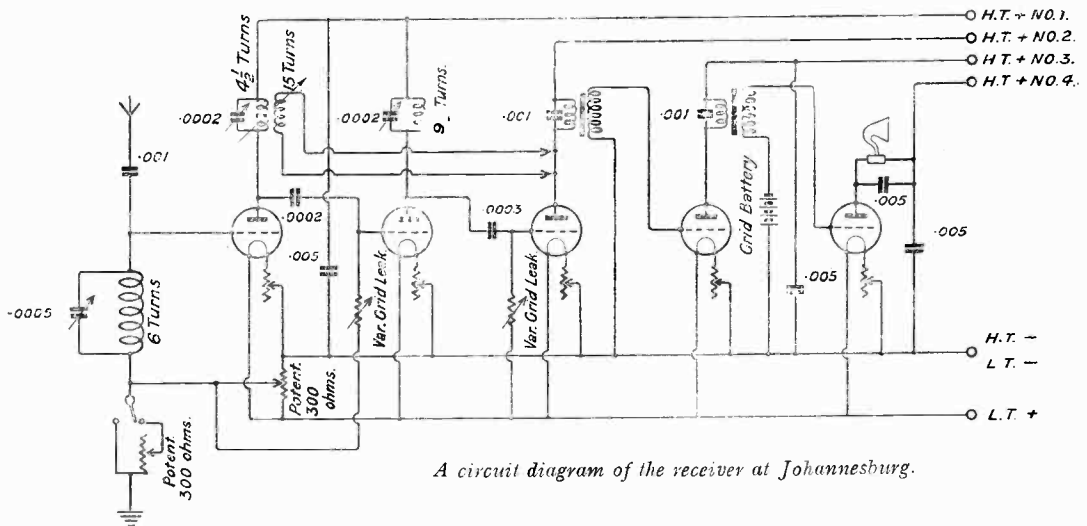 H.T. - NO.1.
H.T. + NO.2.
H.T + NO.3.
H.T + NO.4.
4½ Turns
15 Turns
9 Turns.
.0002
.0002
.001
.001
.001
.0002
.0003
.005
.005
.005
.005
Grid Battery
Var. Grid Leak
Var. Grid Leak
.0005
6 Turns
Potent.
300
ohms.
Potent.
300 ohms.
H.T. -
L T. -
L.T. +
A circuit diagram of the receiver at Johannesburg.